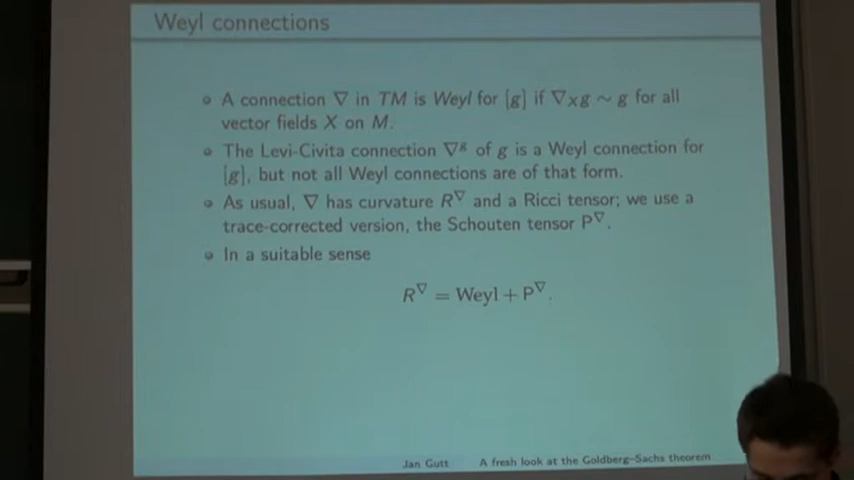 Weyl connections
A connection ∇ in TM is Weyl for [g] if ∇Xg ∼ g for all
vector fields X on M.
The Levi-Civita connection ∇ᵍ of g is a Weyl connection for
[g], but not all Weyl connections are of that form.
As usual, ∇ has curvature R^∇ and a Ricci tensor; we use a
trace-corrected version, the Schouten tensor P^∇.
In a suitable sense
R^∇ = Weyl + P^∇.
Jan Gutt A fresh look at the Goldberg–Sachs theorem